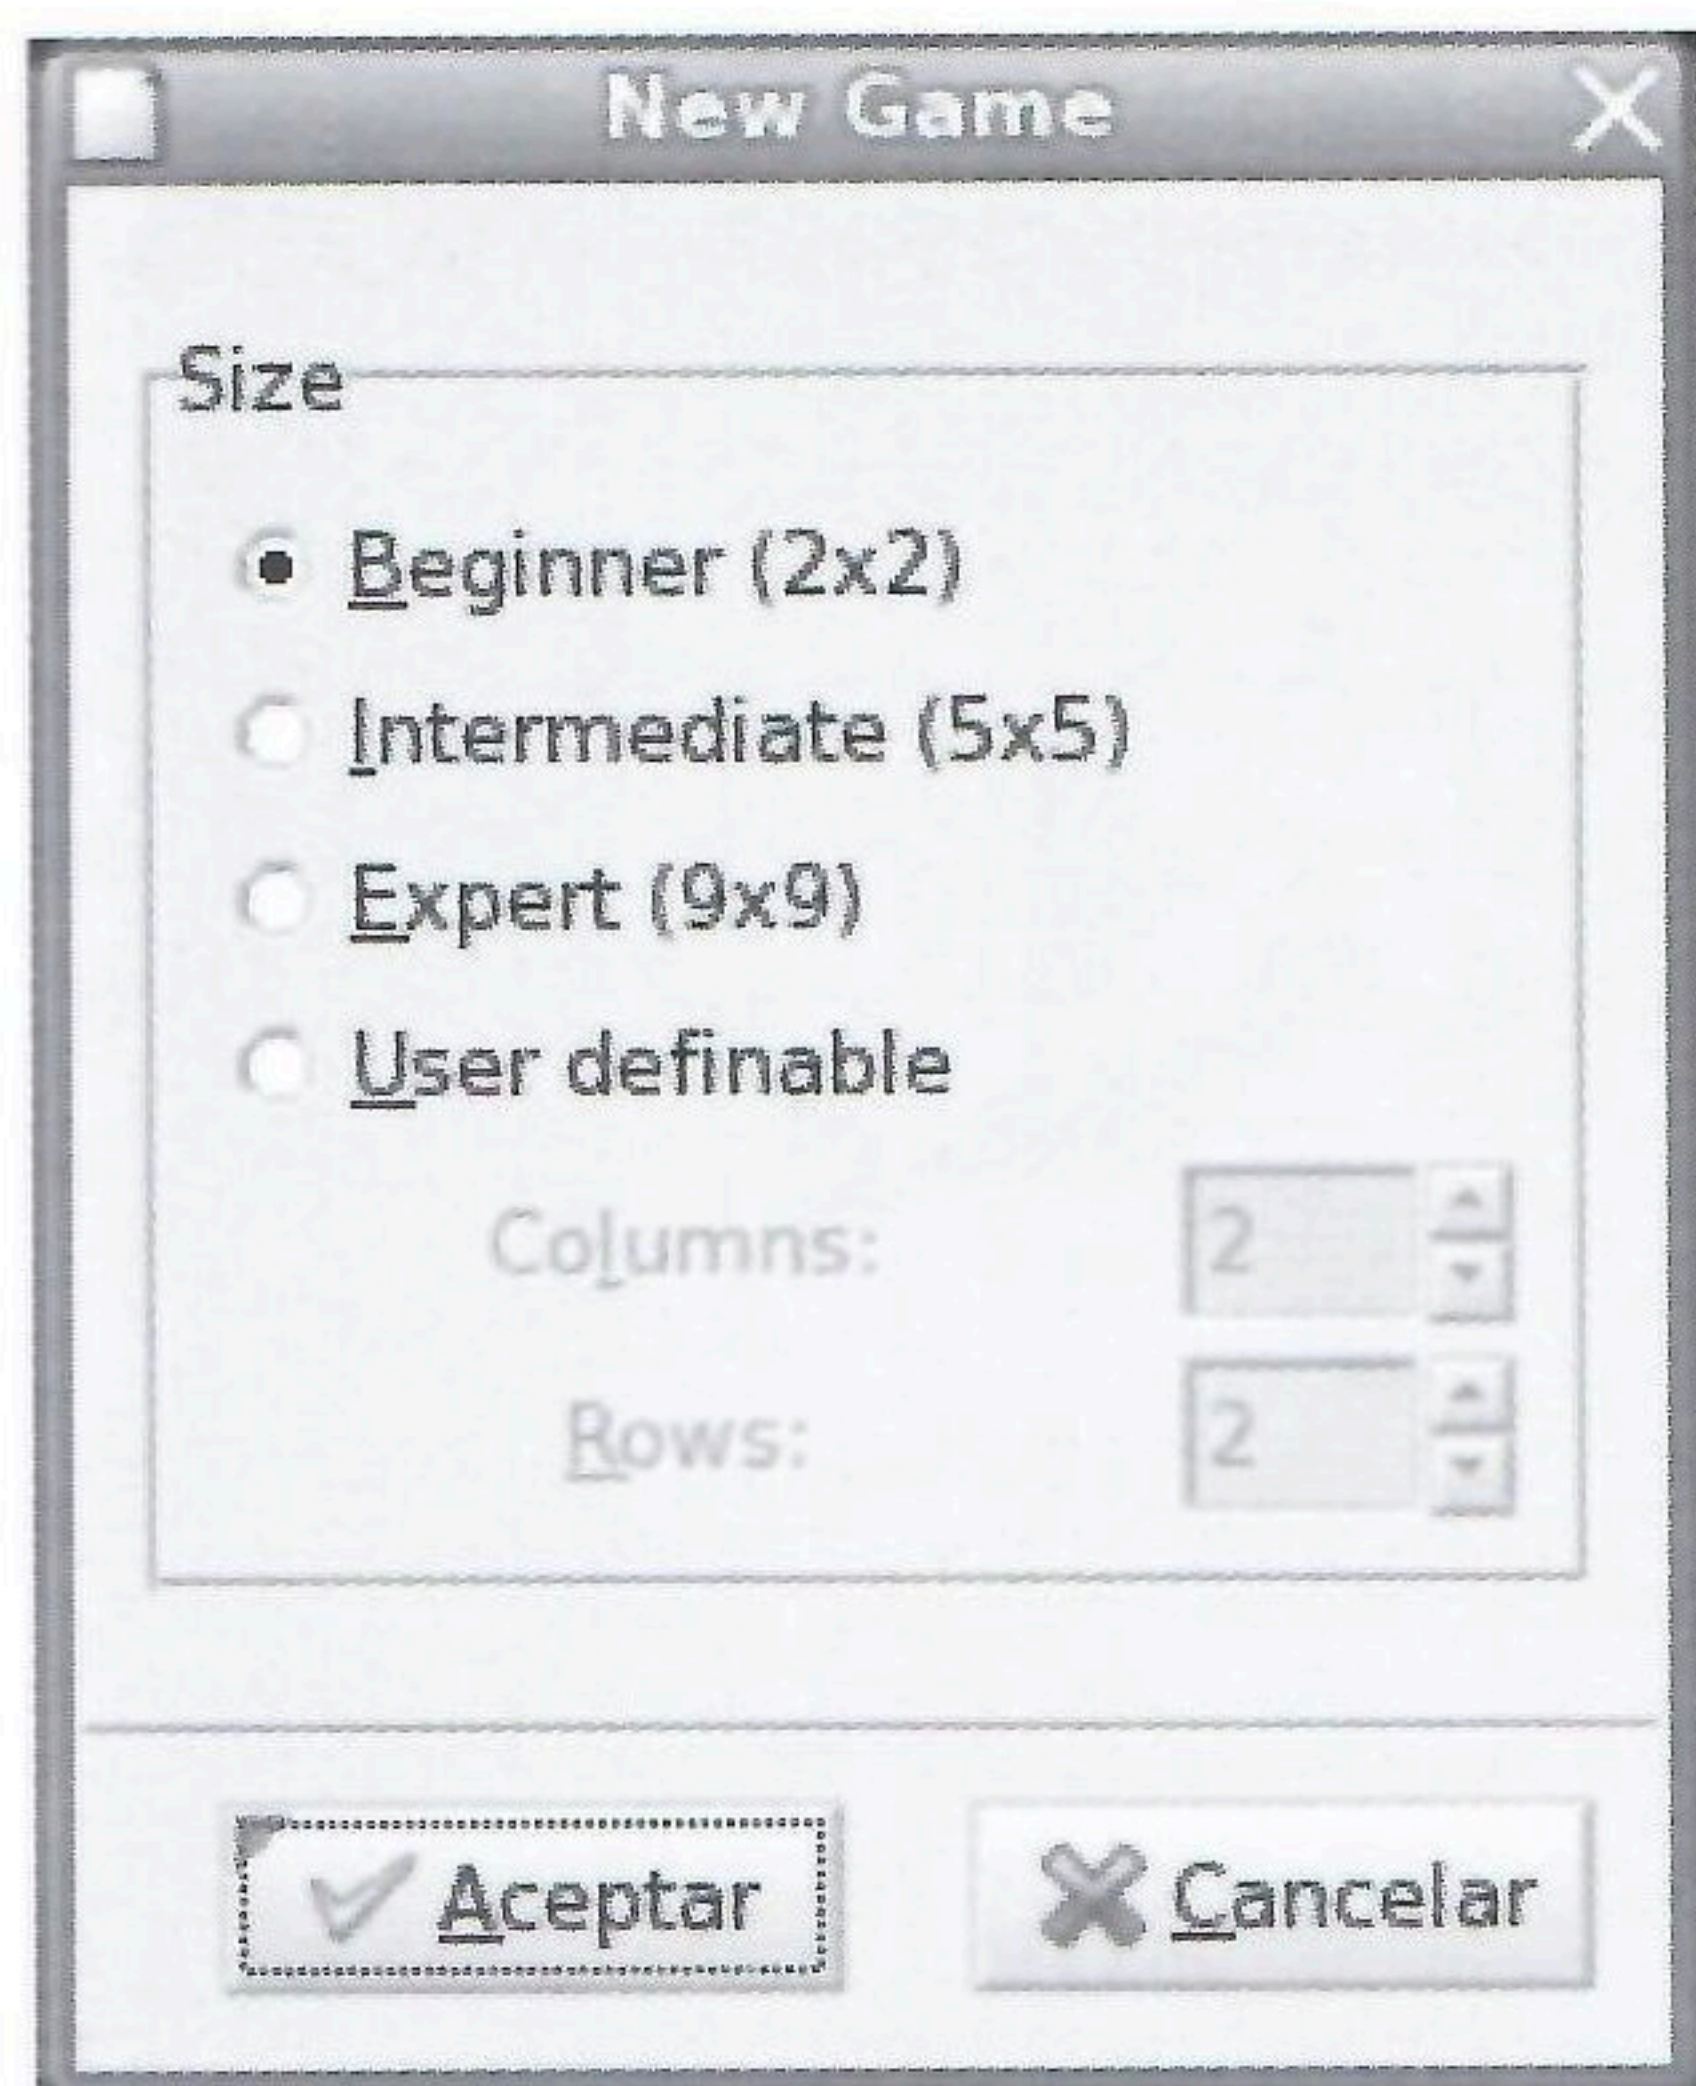 New Game
Size
Beginner (2x2)
Intermediate (5x5)
Expert (9x9)
User definable
Columns: 2
Rows: 2
Aceptar Cancelar